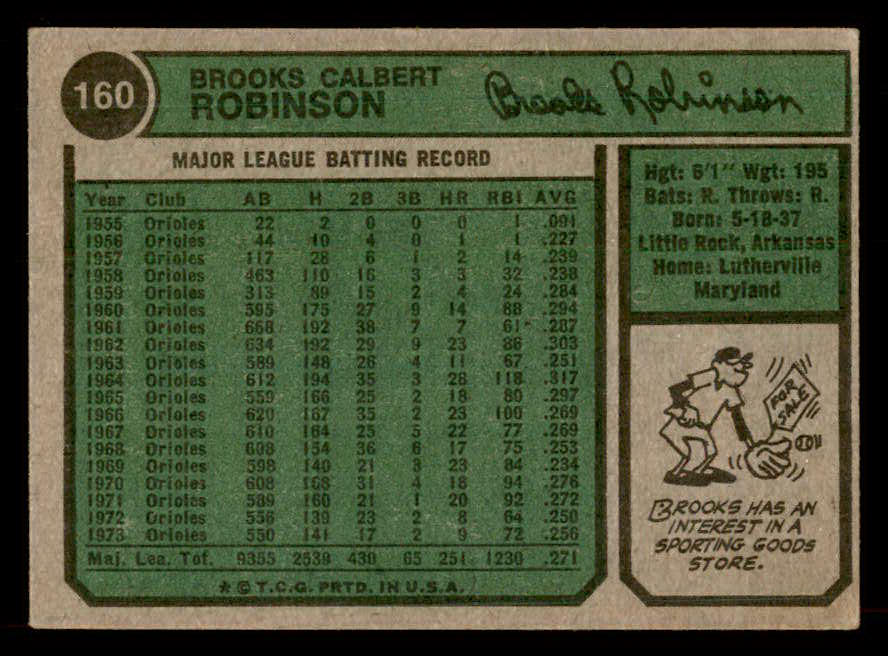 160
BROOKS CALBERT
ROBINSON
Brooks Robinson
MAJOR LEAGUE BATTING RECORD
Year Club AB H 2B 3B HR RBI AVG
1955 Orioles 22 2 0 0 0 1 .091
1956 Orioles 44 10 4 0 1 1 .227
1957 Orioles 117 28 6 1 2 14 .239
1958 Orioles 463 110 16 3 3 32 .238
1959 Orioles 313 89 15 2 4 24 .284
1960 Orioles 595 175 27 9 14 88 .294
1961 Orioles 668 192 38 7 7 61 .287
1962 Orioles 634 192 29 9 23 86 .303
1963 Orioles 589 148 26 4 11 67 .251
1964 Orioles 612 194 35 3 28 118 .317
1965 Orioles 559 166 25 2 18 80 .297
1966 Orioles 620 167 35 2 23 100 .269
1967 Orioles 610 164 25 5 22 77 .269
1968 Orioles 608 154 36 6 17 75 .253
1969 Orioles 598 140 21 3 23 84 .234
1970 Orioles 608 168 31 4 18 94 .276
1971 Orioles 589 160 21 1 20 92 .272
1972 Orioles 556 139 23 2 8 64 .250
1973 Orioles 550 141 17 2 9 72 .256
Maj. Lea. Tot. 9355 2539 430 65 251 1230 .271
* © T.C.G. PRTD. IN U.S.A.
Hgt: 6'1" Wgt: 195
Bats: R. Throws: R.
Born: 5-18-37
Little Rock, Arkansas
Home: Lutherville
Maryland
FOR
SALE
BROOKS HAS AN
INTEREST IN A
SPORTING GOODS
STORE.